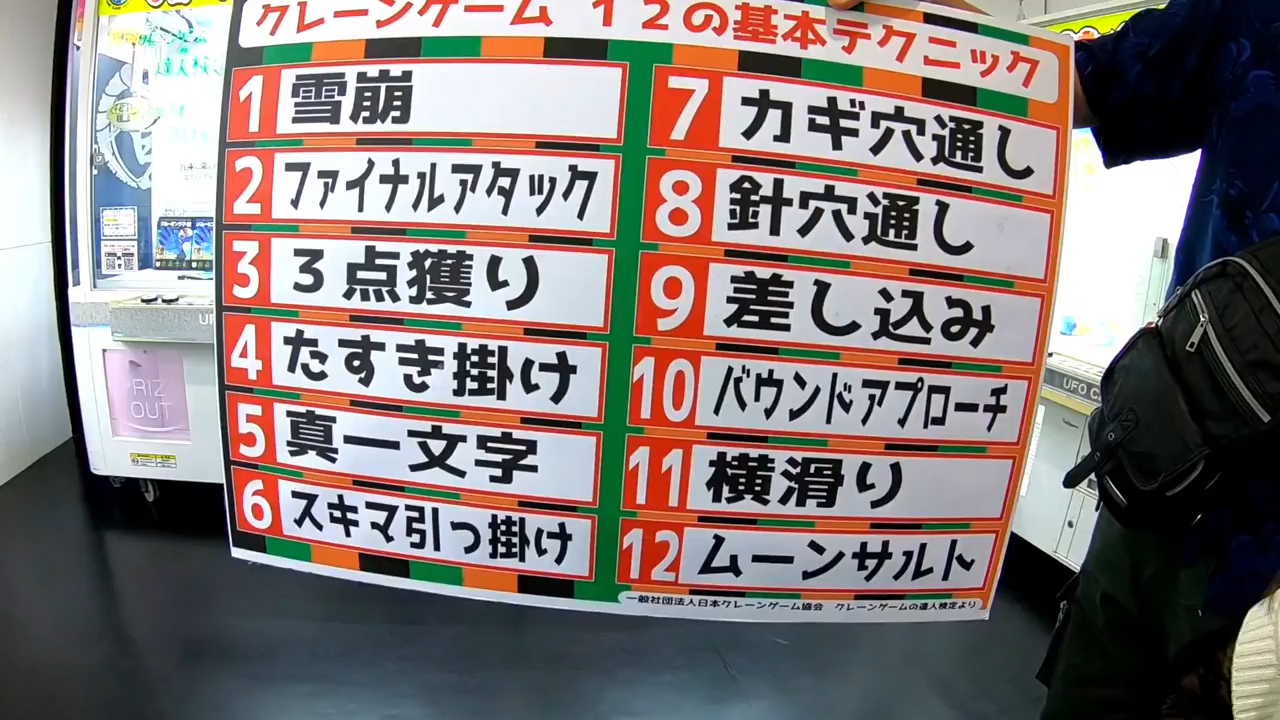 クレーンゲーム 12の基本テクニック
1 雪崩
2 ファイナルアタック
3 3点獲り
4 たすき掛け
5 真一文字
6 スキマ引っ掛け
7 カギ穴通し
8 針穴通し
9 差し込み
10 バウンドアプローチ
11 横滑り
12 ムーンサルト
一般社団法人日本クレーンゲーム協会 クレーンゲームの達人検定より
PRIZ
OUT
UFO C